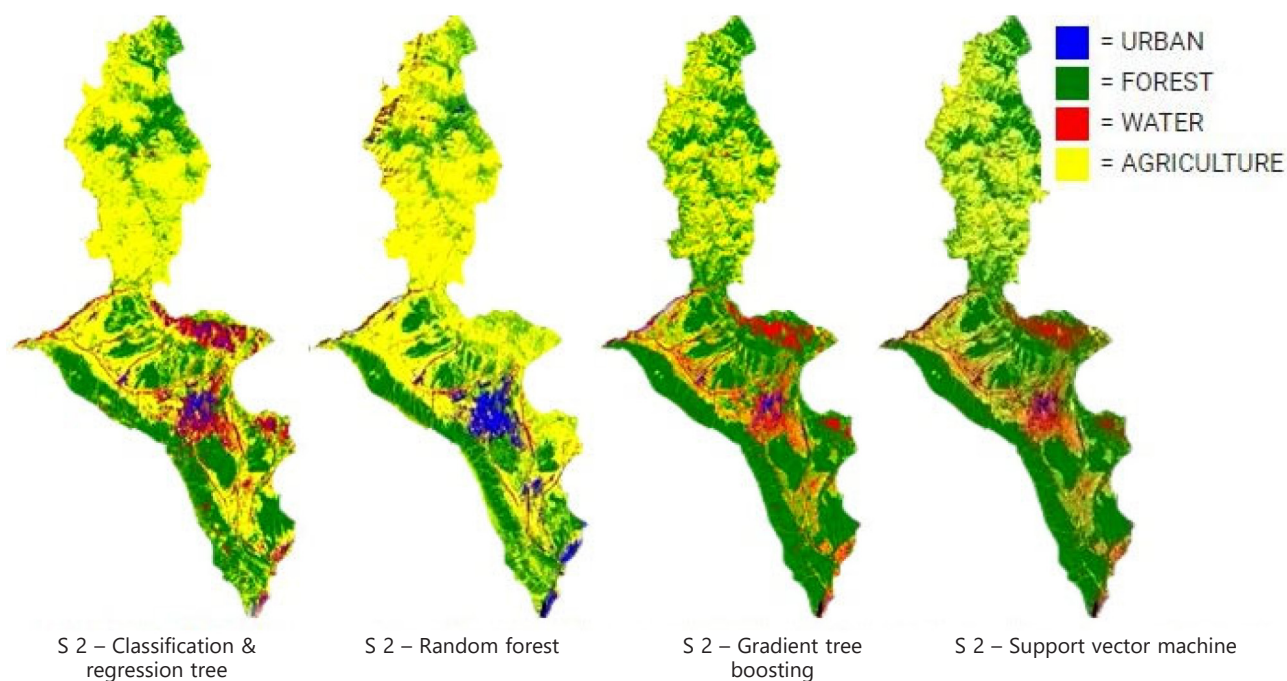 = URBAN
= FOREST
= WATER
= AGRICULTURE
S 2 – Classification &
regression tree
S 2 – Random forest
S 2 – Gradient tree
boosting
S 2 – Support vector machine